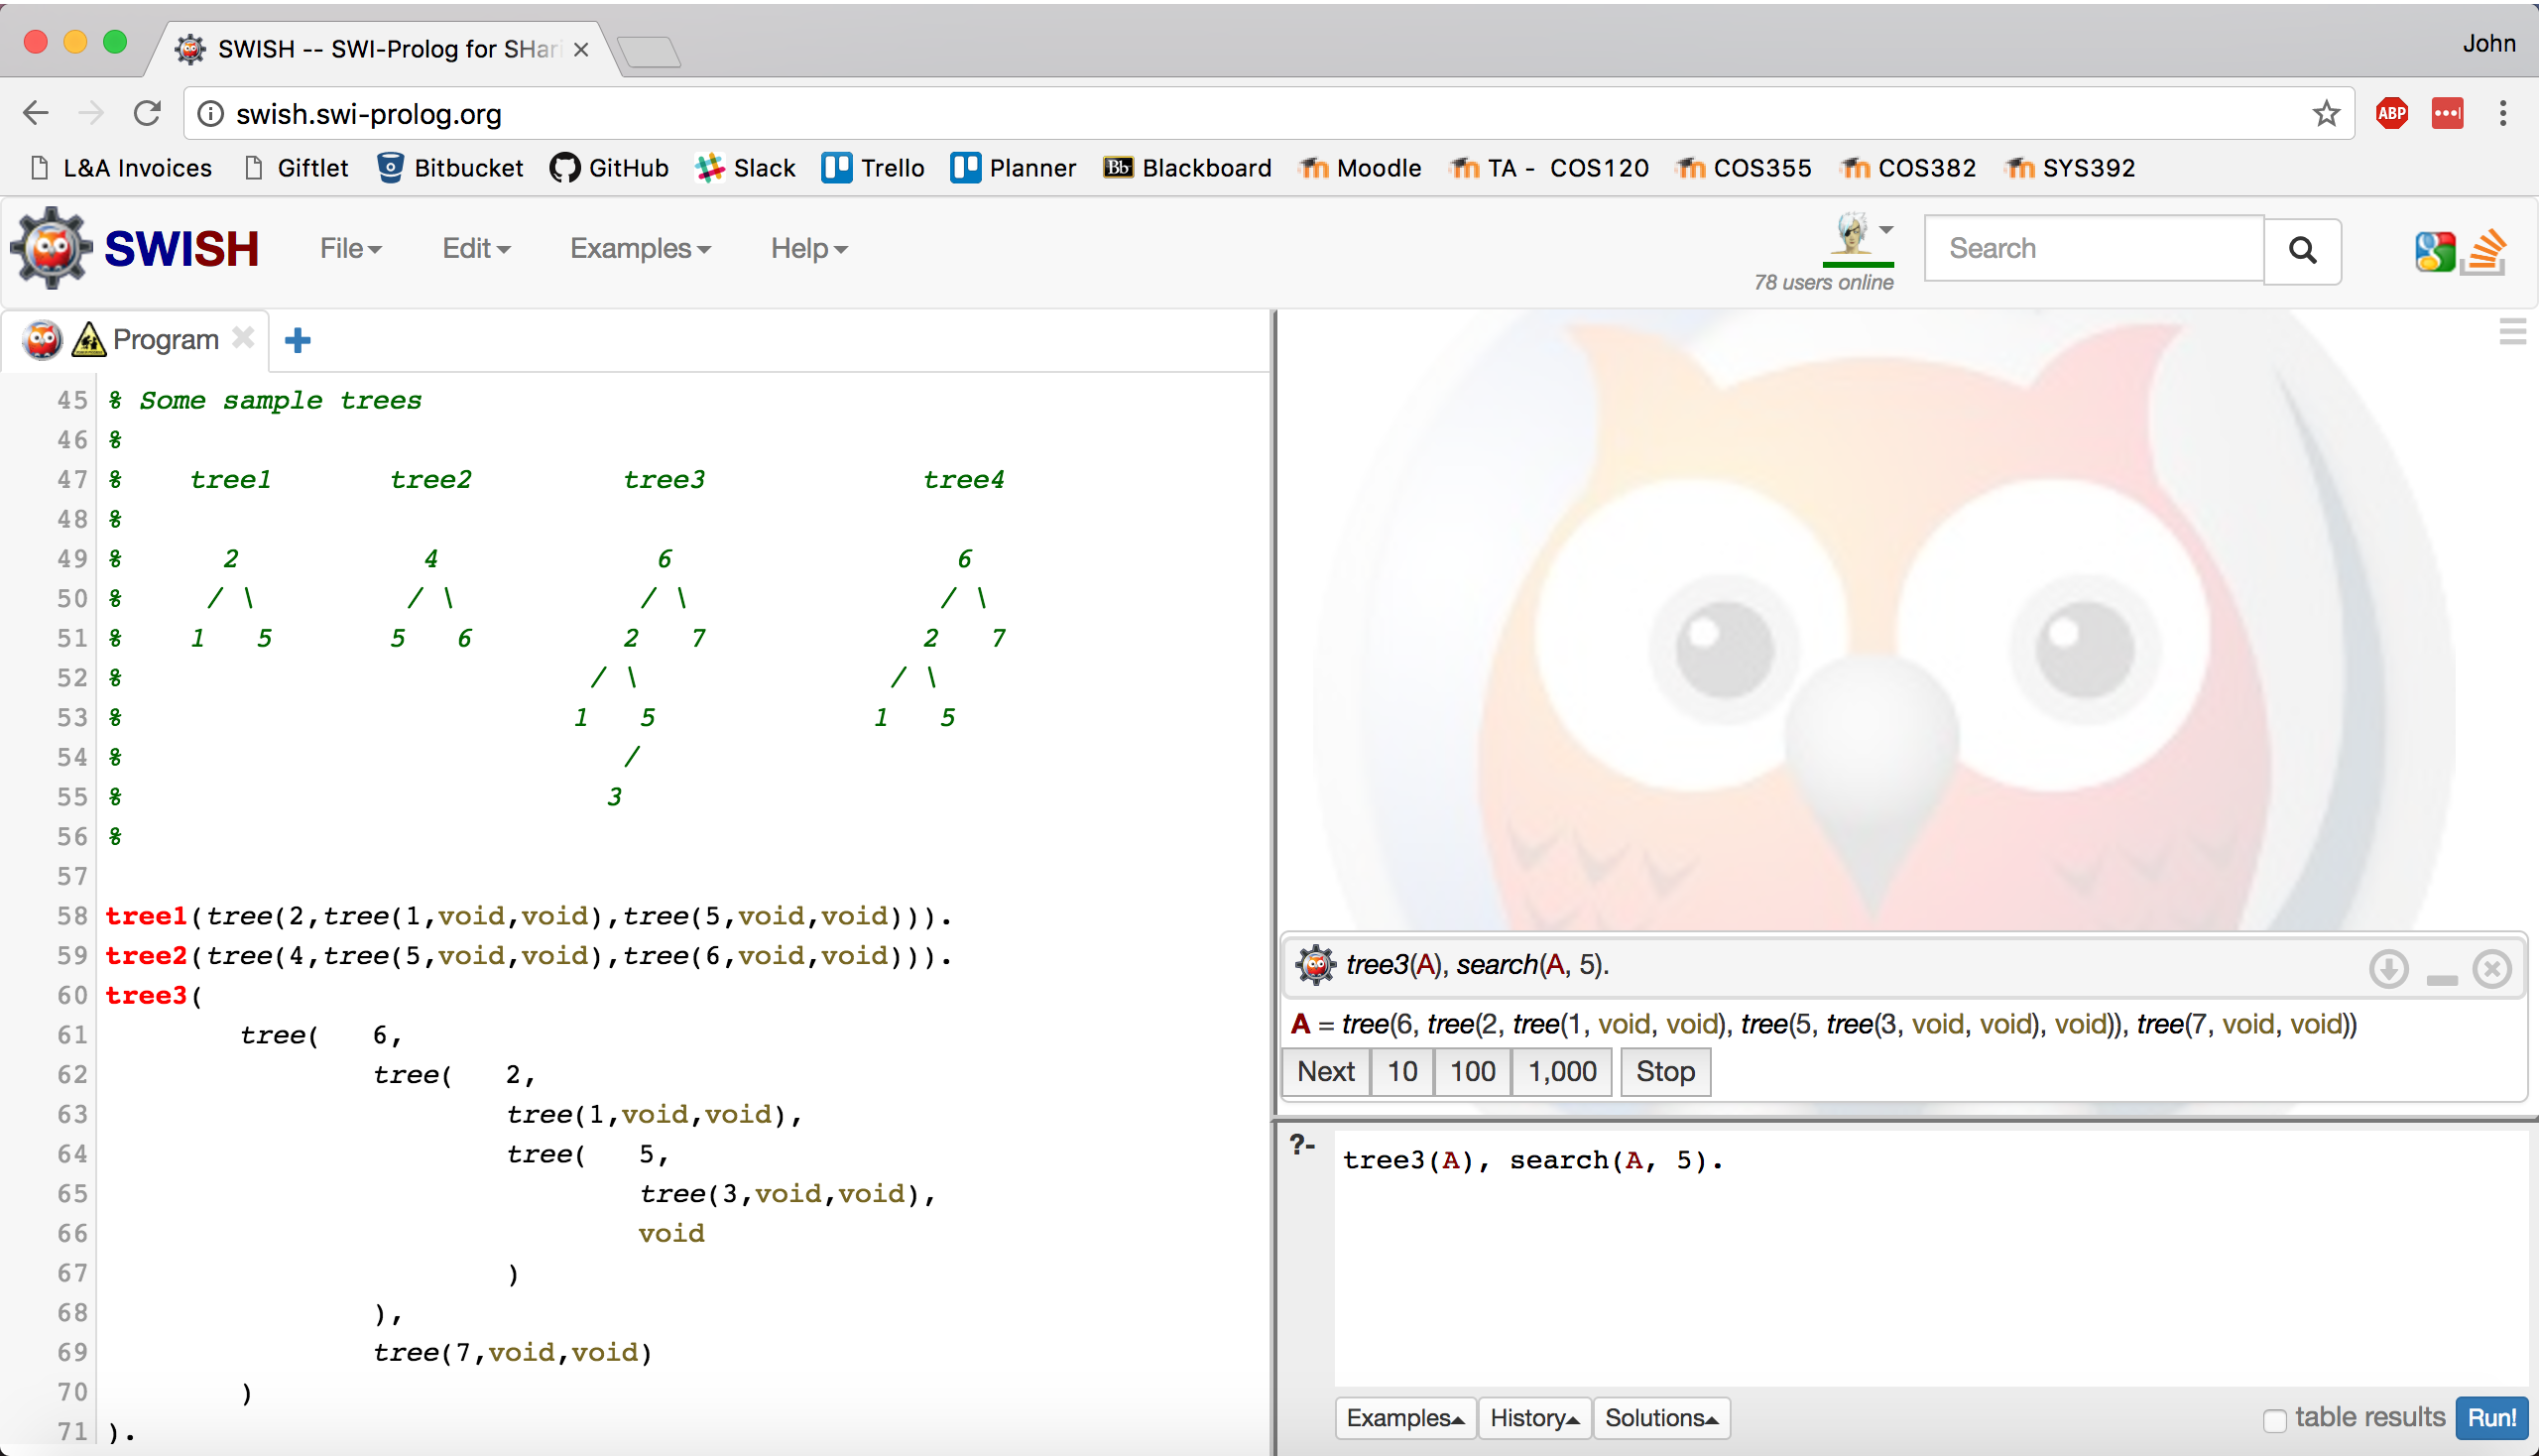 SWISH -- SWI-Prolog for SHari
John
swish.swi-prolog.org
ABP
L&A Invoices Giftlet Bitbucket GitHub Slack Trello Planner Bb Blackboard Moodle TA - COS120 COS355 COS382 SYS392
SWISH File Edit Examples Help
78 users online
Search
Program
45 % Some sample trees
46 %
47 % tree1 tree2 tree3 tree4
48 %
49 % 2 4 6 6
50 % / \ / \ / \ / \
51 % 1 5 5 6 2 7 2 7
52 % / \ / \
53 % 1 5 1 5
54 % /
55 % 3
56 %
57
58 tree1(tree(2,tree(1,void,void),tree(5,void,void))).
59 tree2(tree(4,tree(5,void,void),tree(6,void,void))).
60 tree3(
61 tree( 6,
62 tree( 2,
63 tree(1,void,void),
64 tree( 5,
65 tree(3,void,void),
66 void
67 )
68 ),
69 tree(7,void,void)
70 )
71 ).
tree3(A), search(A, 5).
A = tree(6, tree(2, tree(1, void, void), tree(5, tree(3, void, void), void)), tree(7, void, void))
Next 10 100 1,000 Stop
?- tree3(A), search(A, 5).
Examples History Solutions table results Run!